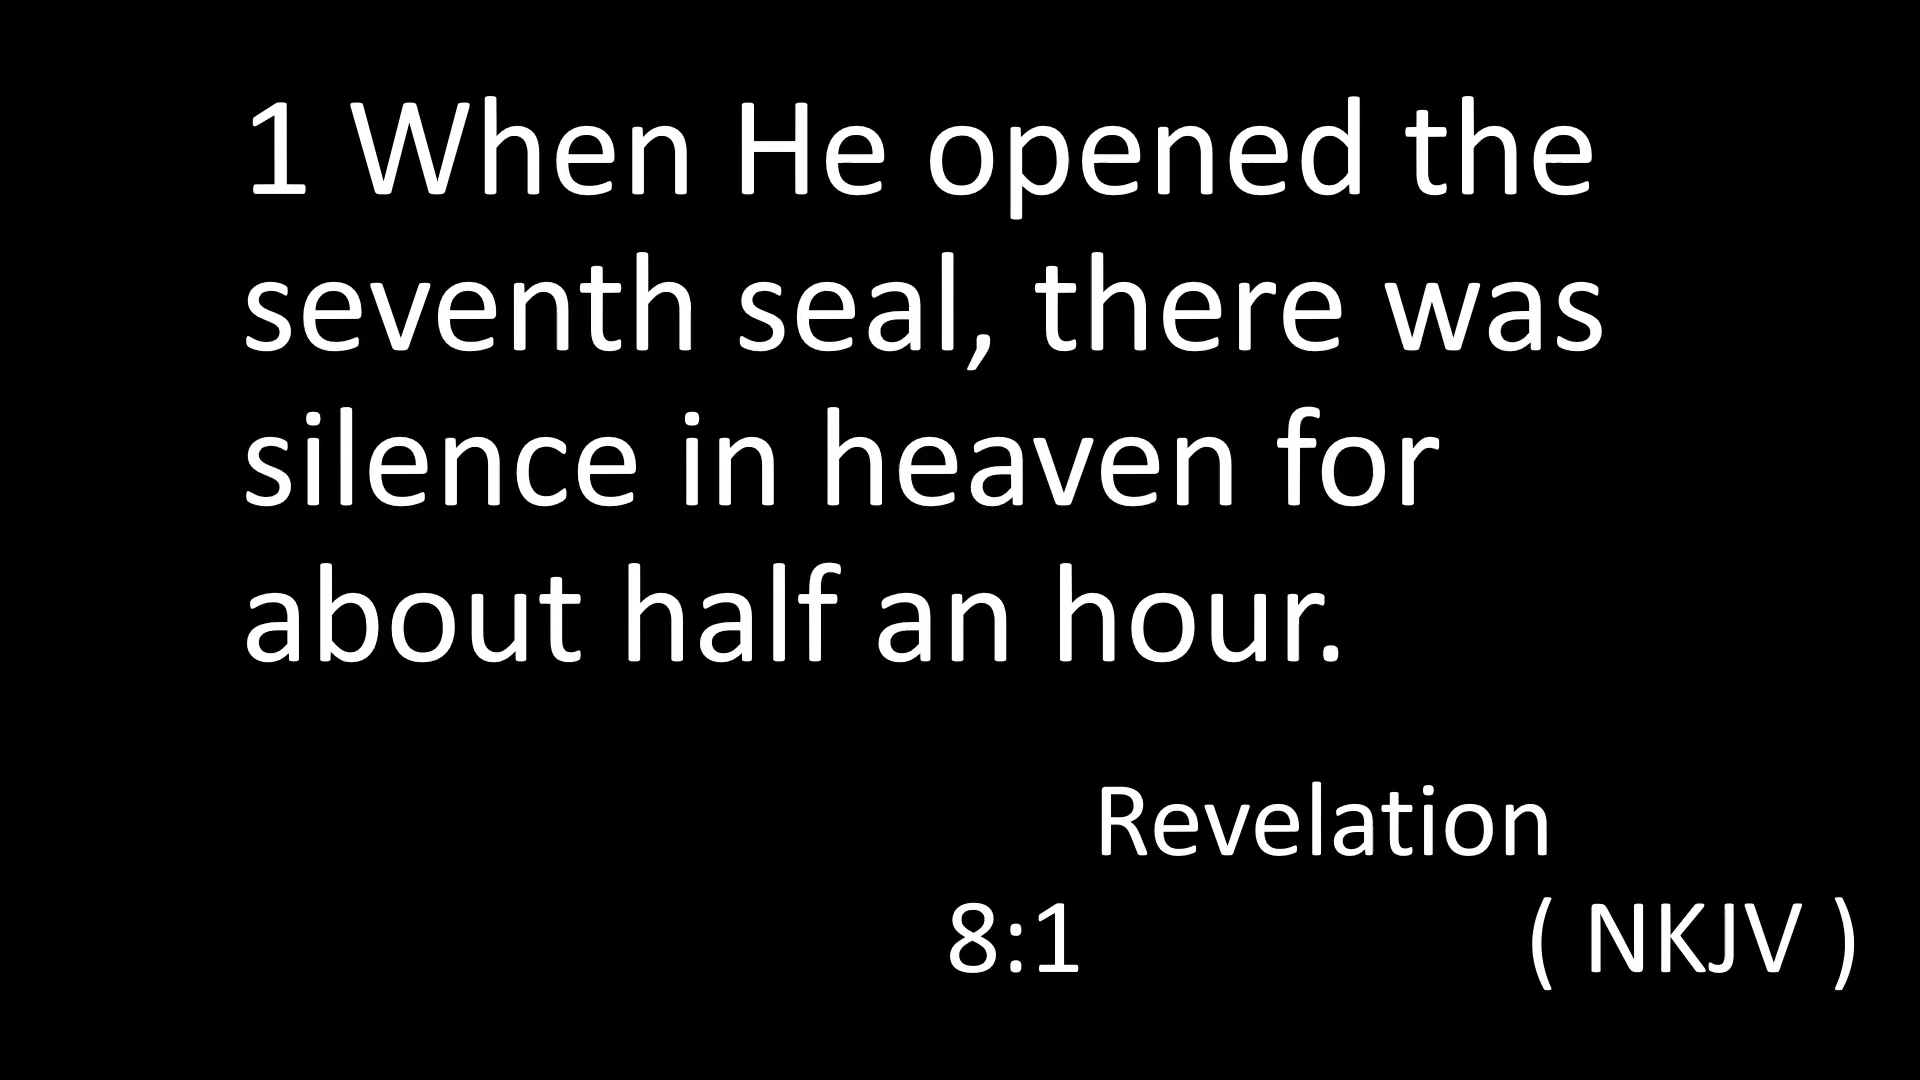 1 When He opened the
seventh seal, there was
silence in heaven for
about half an hour.
Revelation
8:1 ( NKJV )